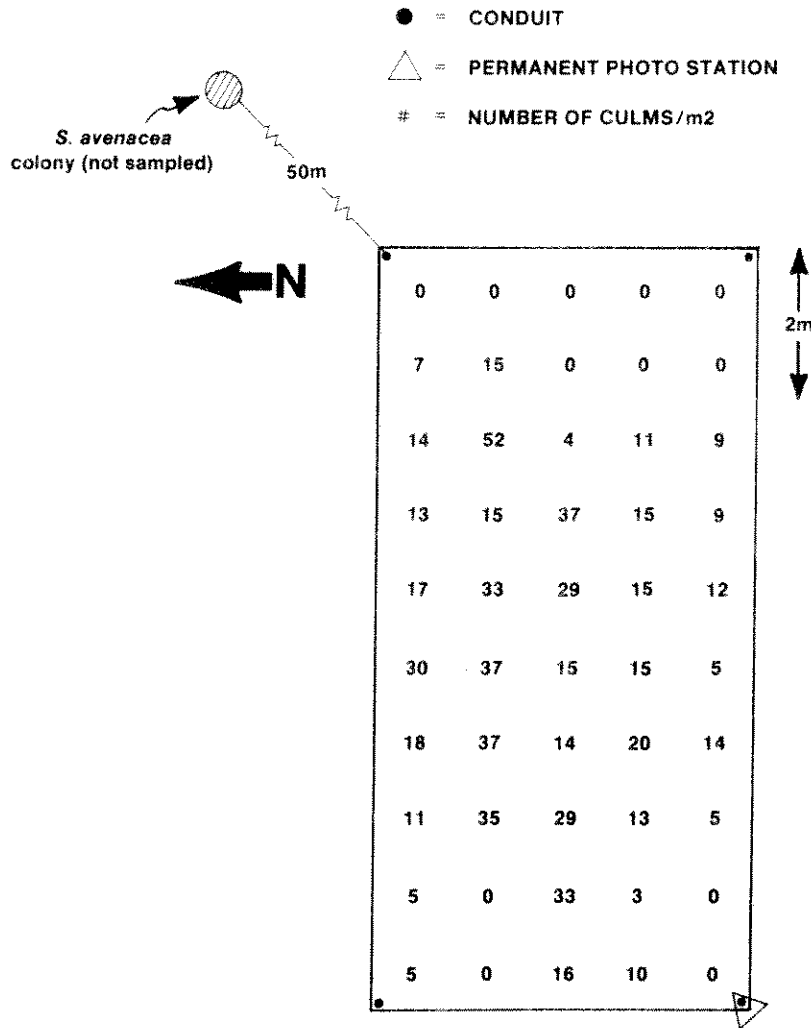 ● = CONDUIT
△ = PERMANENT PHOTO STATION
# = NUMBER OF CULMS/m2
S. avenacea
colony (not sampled)
50m
N
2m
0 0 0 0 0
7 15 0 0 0
14 52 4 11 9
13 15 37 15 9
17 33 29 15 12
30 37 15 15 5
18 37 14 20 14
11 35 29 13 5
5 0 33 3 0
5 0 16 10 0